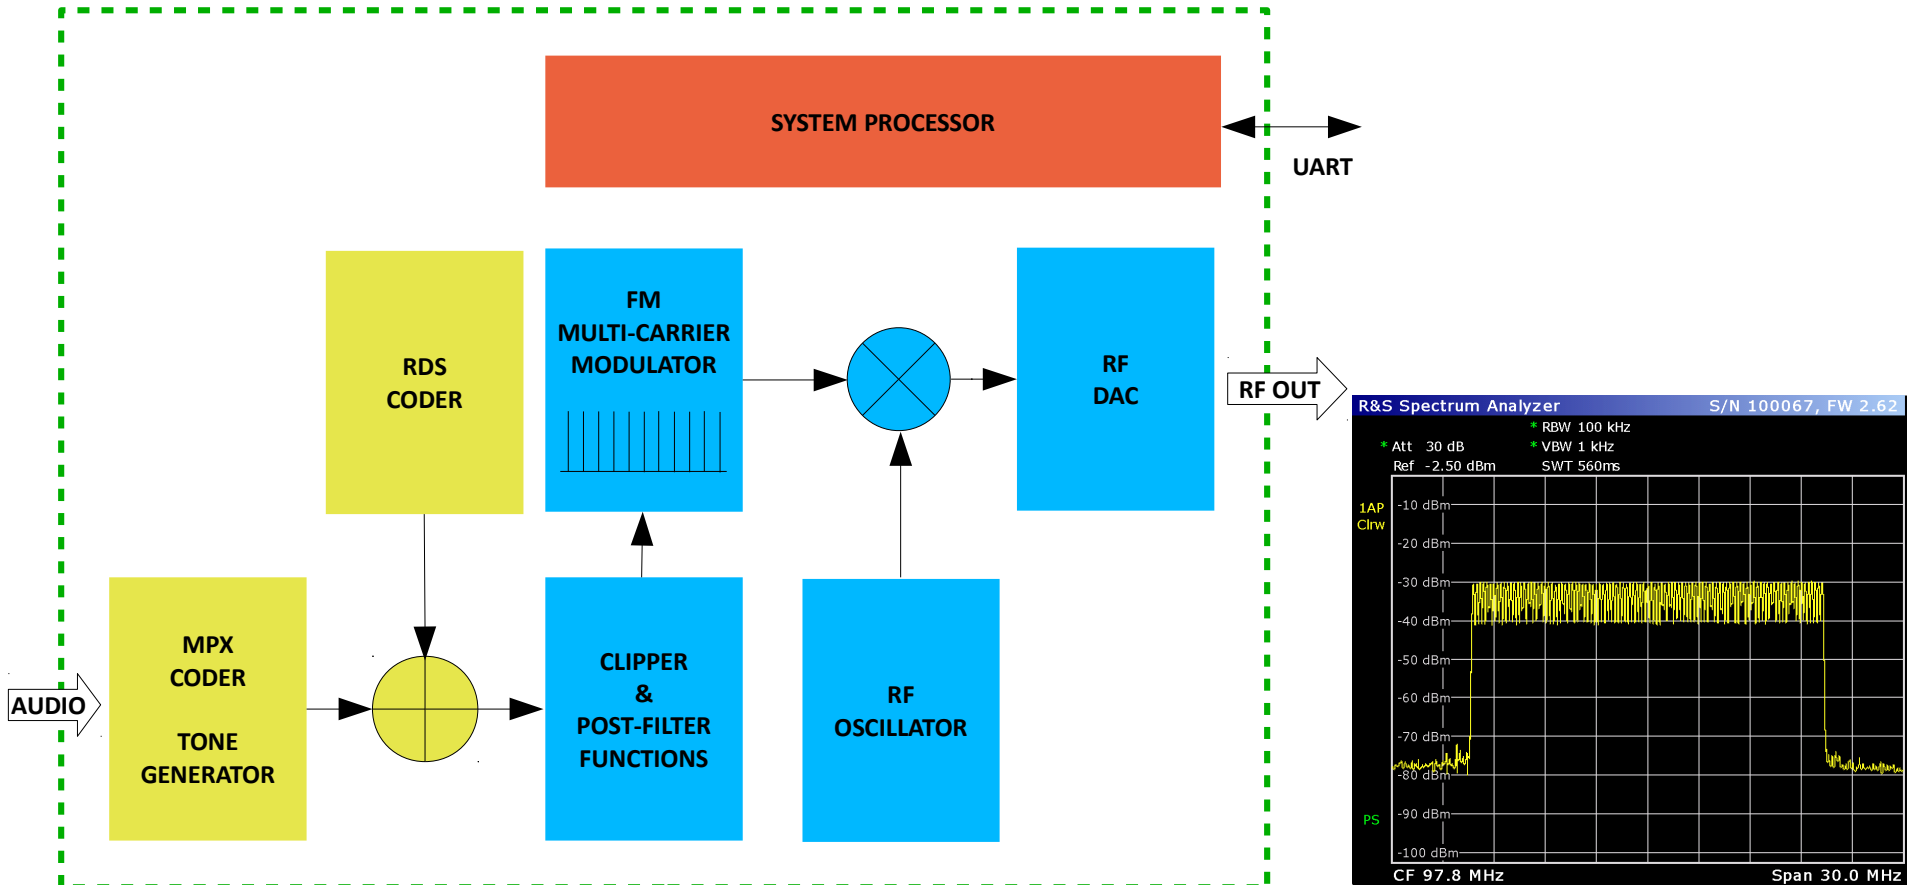 SYSTEM PROCESSOR
UART
RDS
CODER
FM
MULTI-CARRIER
MODULATOR
RF
DAC
RF OUT
AUDIO
MPX
CODER
TONE
GENERATOR
CLIPPER
&
POST-FILTER
FUNCTIONS
RF
OSCILLATOR
R&S Spectrum Analyzer S/N 100067, FW 2.62
* RBW 100 kHz
* Att 30 dB * VBW 1 kHz
Ref -2.50 dBm SWT 560ms
1AP
Clrw
-10 dBm
-20 dBm
-30 dBm
-40 dBm
-50 dBm
-60 dBm
-70 dBm
-80 dBm
-90 dBm
PS
-100 dBm
CF 97.8 MHz Span 30.0 MHz